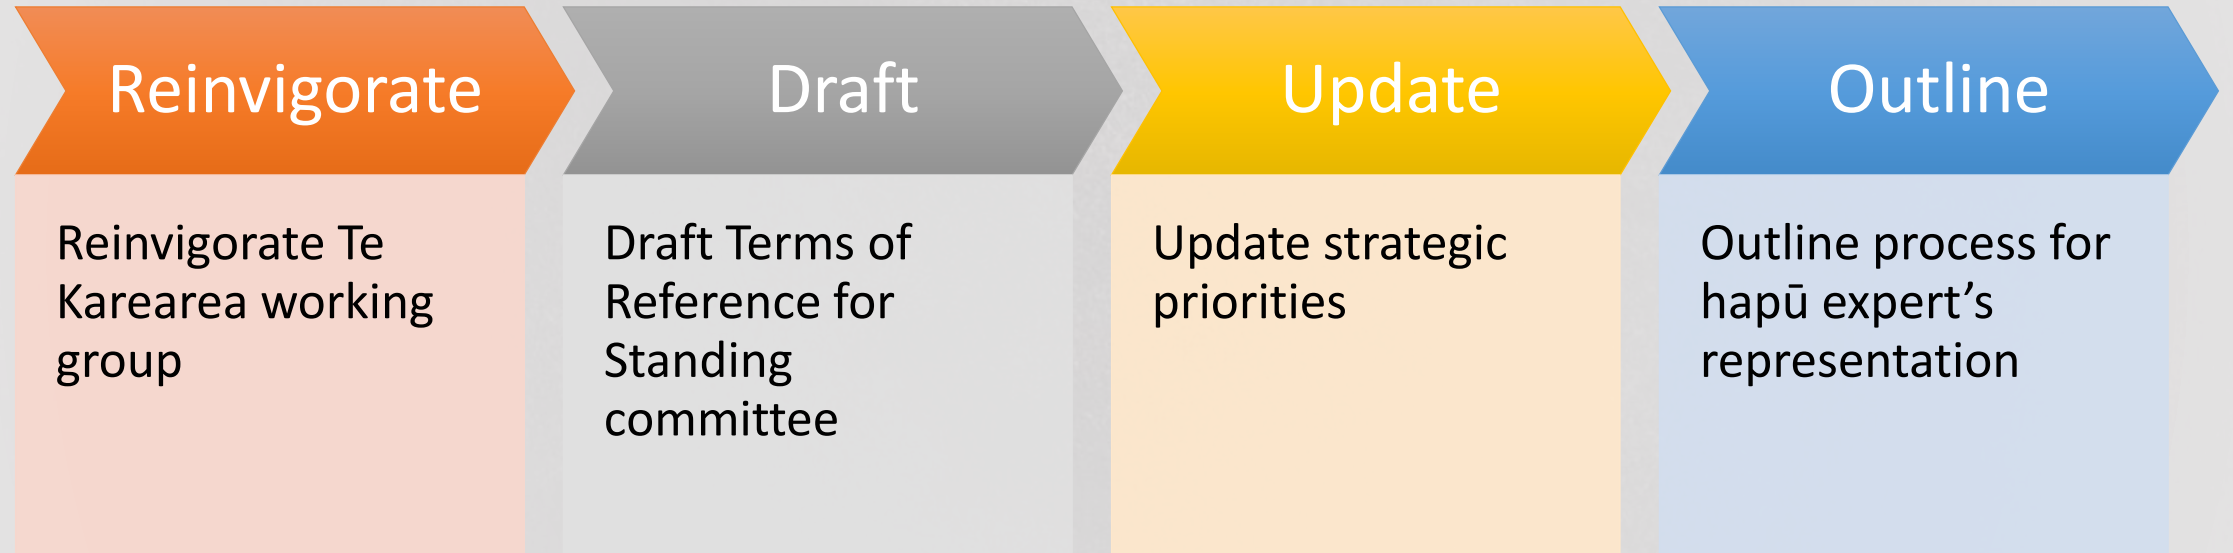 Reinvigorate
Reinvigorate Te
Karearea working
group
Draft
Draft Terms of
Reference for
Standing
committee
Update
Update strategic
priorities
Outline
Outline process for
hapū expert’s
representation